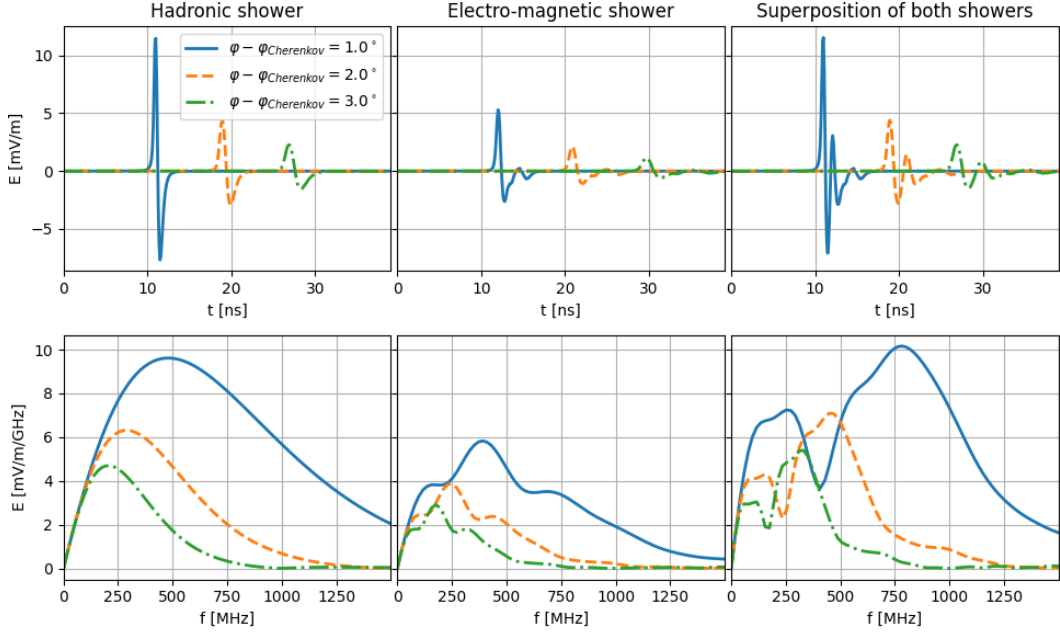 Hadronic shower
Electro-magnetic shower
Superposition of both showers
E [mV/m]
10
5
0
−5
φ − φCherenkov = 1.0°
φ − φCherenkov = 2.0°
φ − φCherenkov = 3.0°
0 10 20 30
0 10 20 30
0 10 20 30
t [ns]
t [ns]
t [ns]
E [mV/m/GHz]
10
8
6
4
2
0
0 250 500 750 1000 1250
0 250 500 750 1000 1250
0 250 500 750 1000 1250
f [MHz]
f [MHz]
f [MHz]